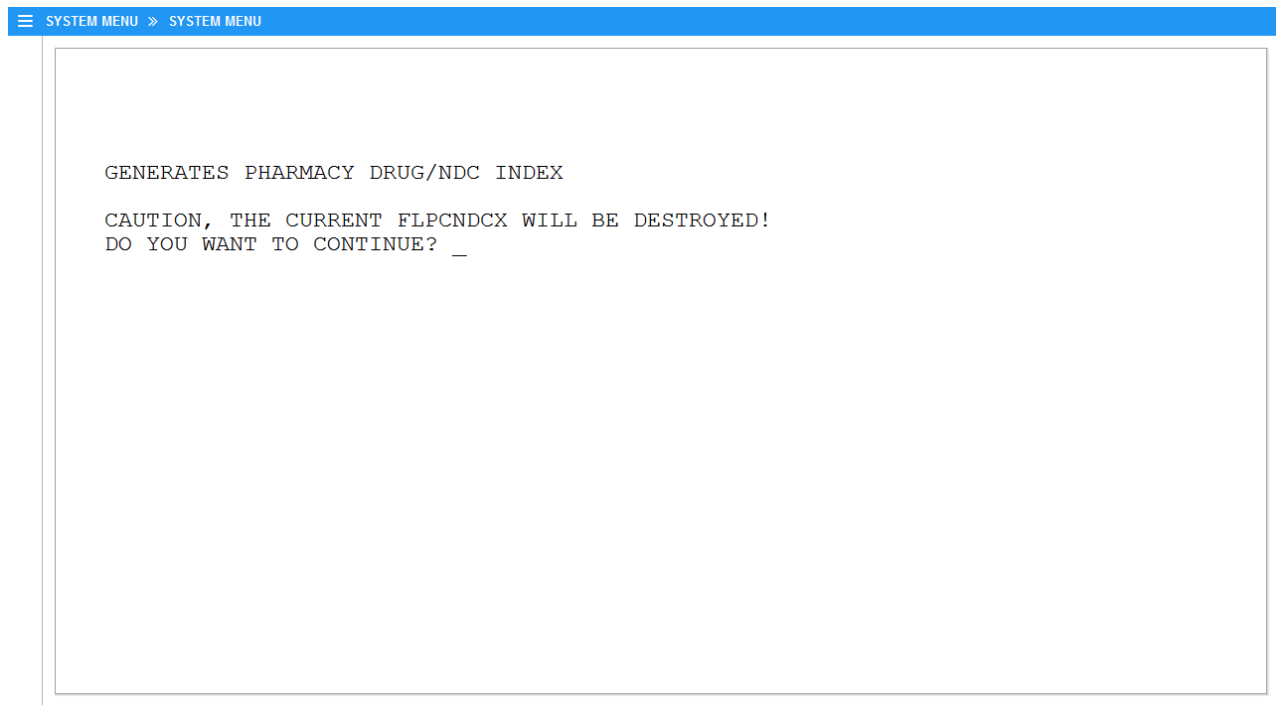 SYSTEM MENU » SYSTEM MENU
GENERATES PHARMACY DRUG/NDC INDEX
CAUTION, THE CURRENT FLPCNDCX WILL BE DESTROYED!
DO YOU WANT TO CONTINUE? _